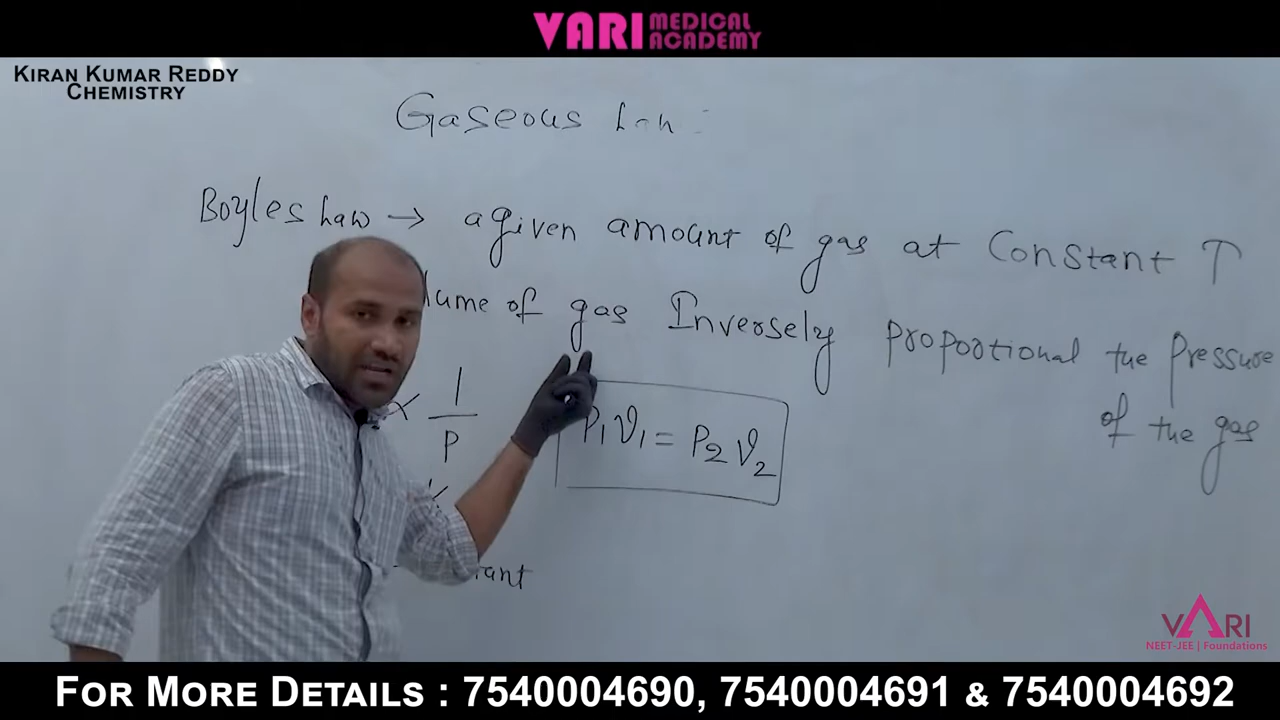 VARI MEDICAL ACADEMY
KIRAN KUMAR REDDY
CHEMISTRY
Gaseous Law :
Boyles Law → a given amount of gas at Constant T
lume of gas Inversely proportional the pressure
of the gas
∝ 1/P
P1V1 = P2V2
tant
VARI
NEET-JEE | Foundations
FOR MORE DETAILS : 7540004690, 7540004691 & 7540004692